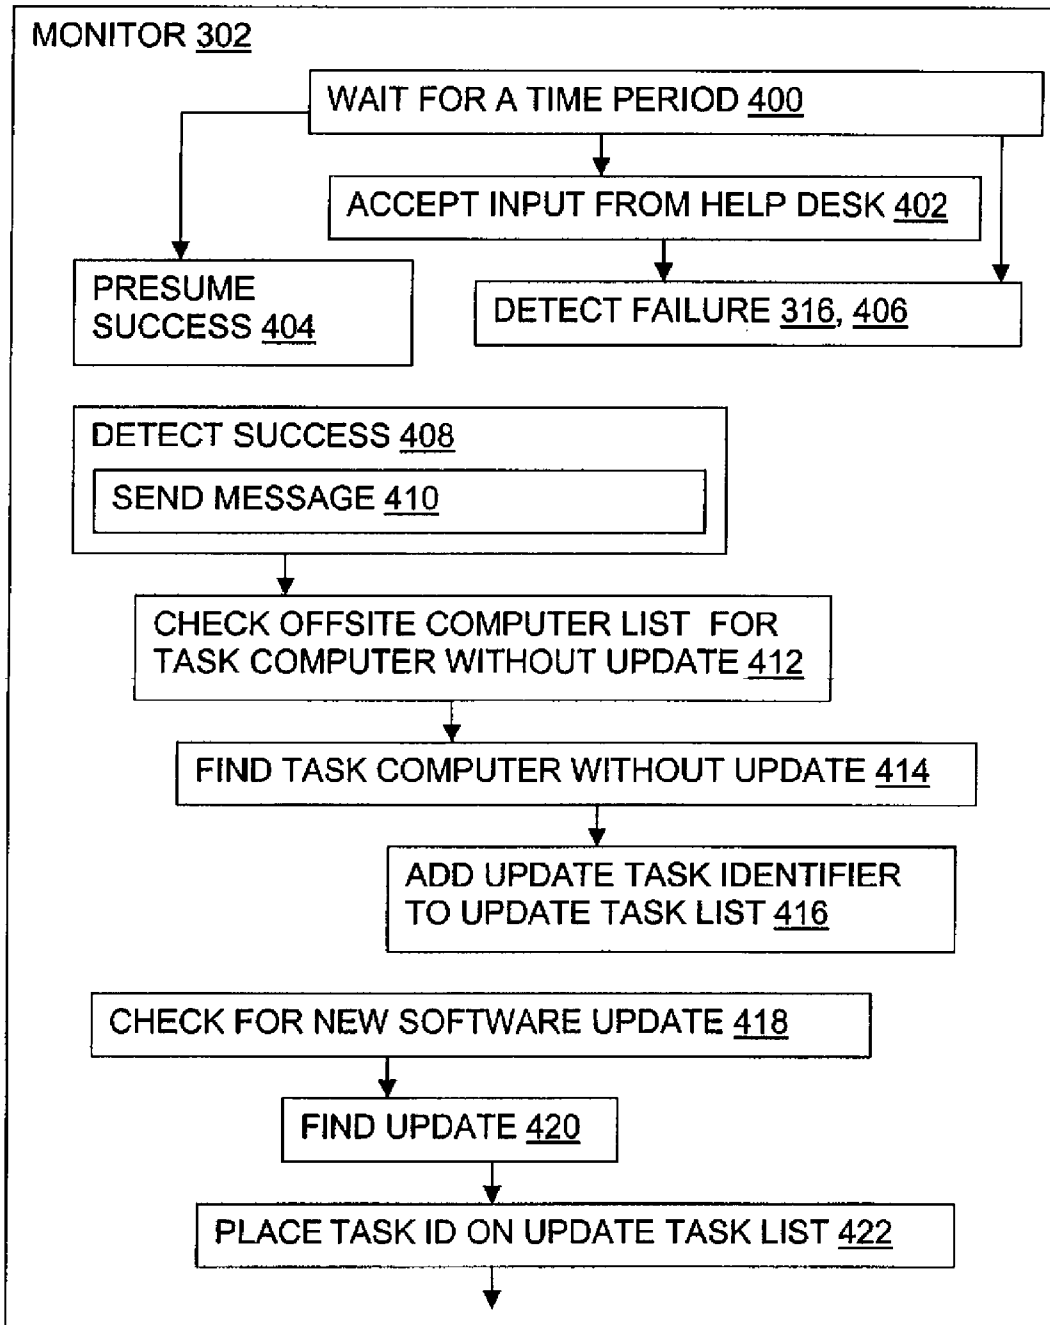 MONITOR 302
WAIT FOR A TIME PERIOD 400
ACCEPT INPUT FROM HELP DESK 402
PRESUME
SUCCESS 404
DETECT FAILURE 316, 406
DETECT SUCCESS 408
SEND MESSAGE 410
CHECK OFFSITE COMPUTER LIST FOR
TASK COMPUTER WITHOUT UPDATE 412
FIND TASK COMPUTER WITHOUT UPDATE 414
ADD UPDATE TASK IDENTIFIER
TO UPDATE TASK LIST 416
CHECK FOR NEW SOFTWARE UPDATE 418
FIND UPDATE 420
PLACE TASK ID ON UPDATE TASK LIST 422